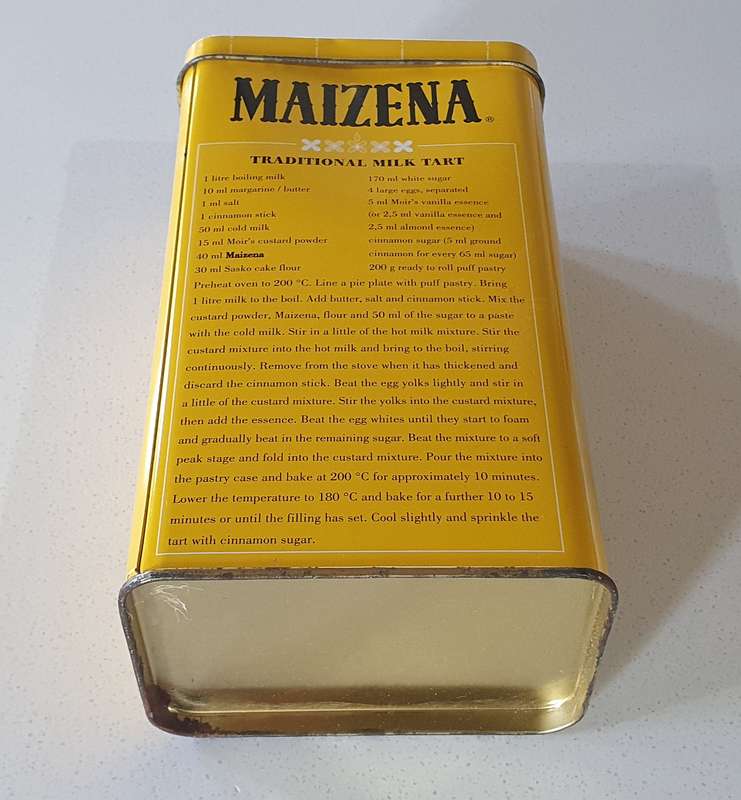 MAIZENA®
TRADITIONAL MILK TART
1 litre boiling milk
10 ml margarine / butter
1 ml salt
1 cinnamon stick
50 ml cold milk
15 ml Moir's custard powder
40 ml Maizena
30 ml Sasko cake flour
170 ml white sugar
4 large eggs, separated
5 ml Moir's vanilla essence
(or 2,5 ml vanilla essence and
2,5 ml almond essence)
cinnamon sugar (5 ml ground
cinnamon for every 65 ml sugar)
200 g ready to roll puff pastry
Preheat oven to 200 °C. Line a pie plate with puff pastry. Bring
1 litre milk to the boil. Add butter, salt and cinnamon stick. Mix the
custard powder, Maizena, flour and 50 ml of the sugar to a paste
with the cold milk. Stir in a little of the hot milk mixture. Stir the
custard mixture into the hot milk and bring to the boil, stirring
continuously. Remove from the stove when it has thickened and
discard the cinnamon stick. Beat the egg yolks lightly and stir in
a little of the custard mixture. Stir the yolks into the custard mixture,
then add the essence. Beat the egg whites until they start to foam
and gradually beat in the remaining sugar. Beat the mixture to a soft
peak stage and fold into the custard mixture. Pour the mixture into
the pastry case and bake at 200 °C for approximately 10 minutes.
Lower the temperature to 180 °C and bake for a further 10 to 15
minutes or until the filling has set. Cool slightly and sprinkle the
tart with cinnamon sugar.